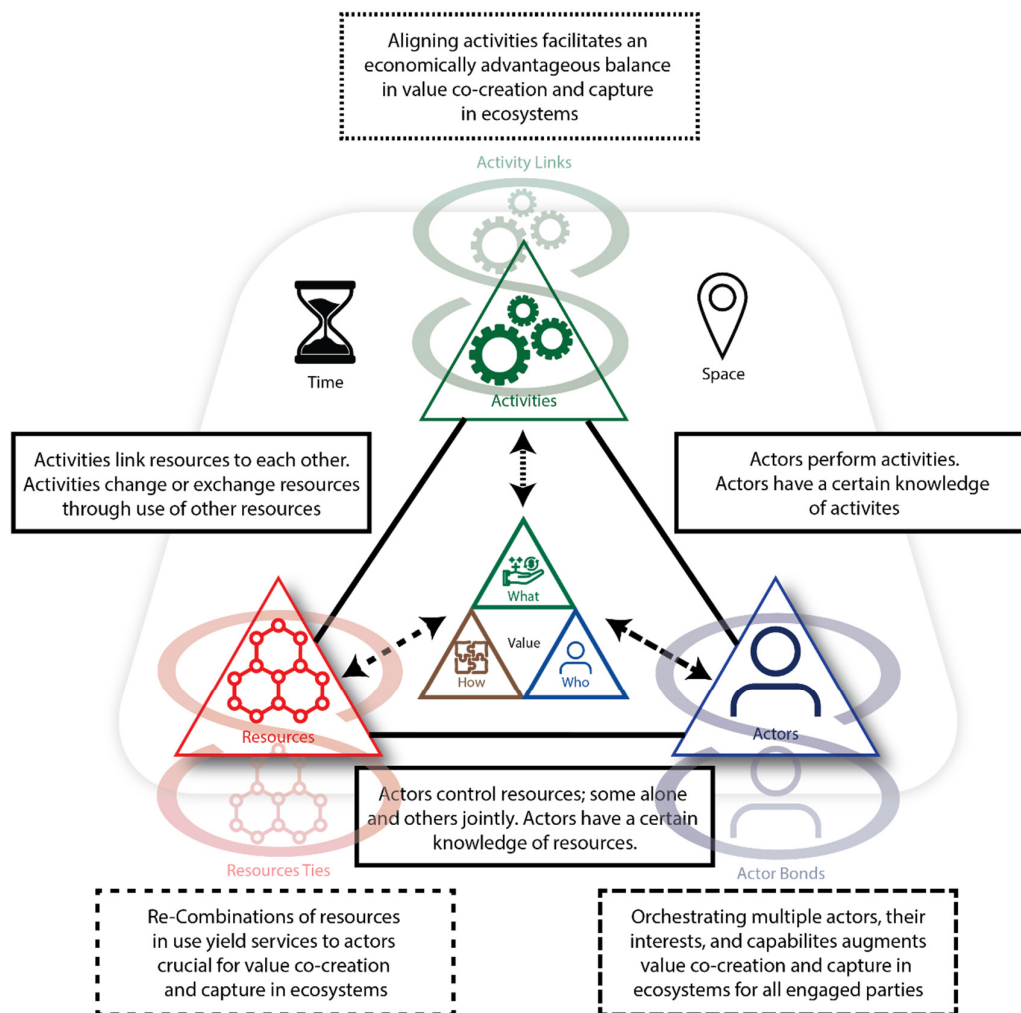 Aligning activities facilitates an
economically advantageous balance
in value co-creation and capture
in ecosystems
Activity Links
Time
Space
Activities
Activities link resources to each other.
Activities change or exchange resources
through use of other resources
Actors perform activities.
Actors have a certain knowledge
of activites
What
Value
How
Who
Resources
Actors
Actors control resources; some alone
and others jointly. Actors have a certain
knowledge of resources.
Resources Ties
Actor Bonds
Re-Combinations of resources
in use yield services to actors
crucial for value co-creation
and capture in ecosystems
Orchestrating multiple actors, their
interests, and capabilites augments
value co-creation and capture in
ecosystems for all engaged parties